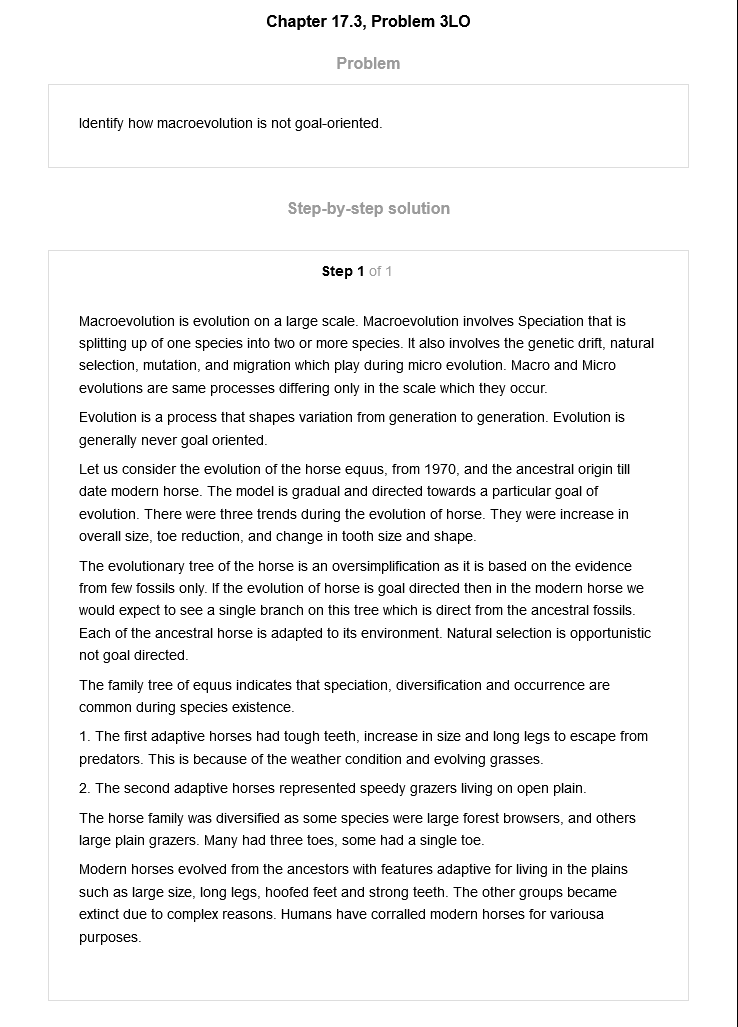 Chapter 17.3, Problem 3LO
Problem
Identify how macroevolution is not goal-oriented.
Step-by-step solution
Step 1 of 1
Macroevolution is evolution on a large scale. Macroevolution involves Speciation that is
splitting up of one species into two or more species. It also involves the genetic drift, natural
selection, mutation, and migration which play during micro evolution. Macro and Micro
evolutions are same processes differing only in the scale which they occur.
Evolution is a process that shapes variation from generation to generation. Evolution is
generally never goal oriented.
Let us consider the evolution of the horse equus, from 1970, and the ancestral origin till
date modern horse. The model is gradual and directed towards a particular goal of
evolution. There were three trends during the evolution of horse. They were increase in
overall size, toe reduction, and change in tooth size and shape.
The evolutionary tree of the horse is an oversimplification as it is based on the evidence
from few fossils only. If the evolution of horse is goal directed then in the modern horse we
would expect to see a single branch on this tree which is direct from the ancestral fossils.
Each of the ancestral horse is adapted to its environment. Natural selection is opportunistic
not goal directed.
The family tree of equus indicates that speciation, diversification and occurrence are
common during species existence.
1. The first adaptive horses had tough teeth, increase in size and long legs to escape from
predators. This is because of the weather condition and evolving grasses.
2. The second adaptive horses represented speedy grazers living on open plain.
The horse family was diversified as some species were large forest browsers, and others
large plain grazers. Many had three toes, some had a single toe.
Modern horses evolved from the ancestors with features adaptive for living in the plains
such as large size, long legs, hoofed feet and strong teeth. The other groups became
extinct due to complex reasons. Humans have corralled modern horses for variousa
purposes.